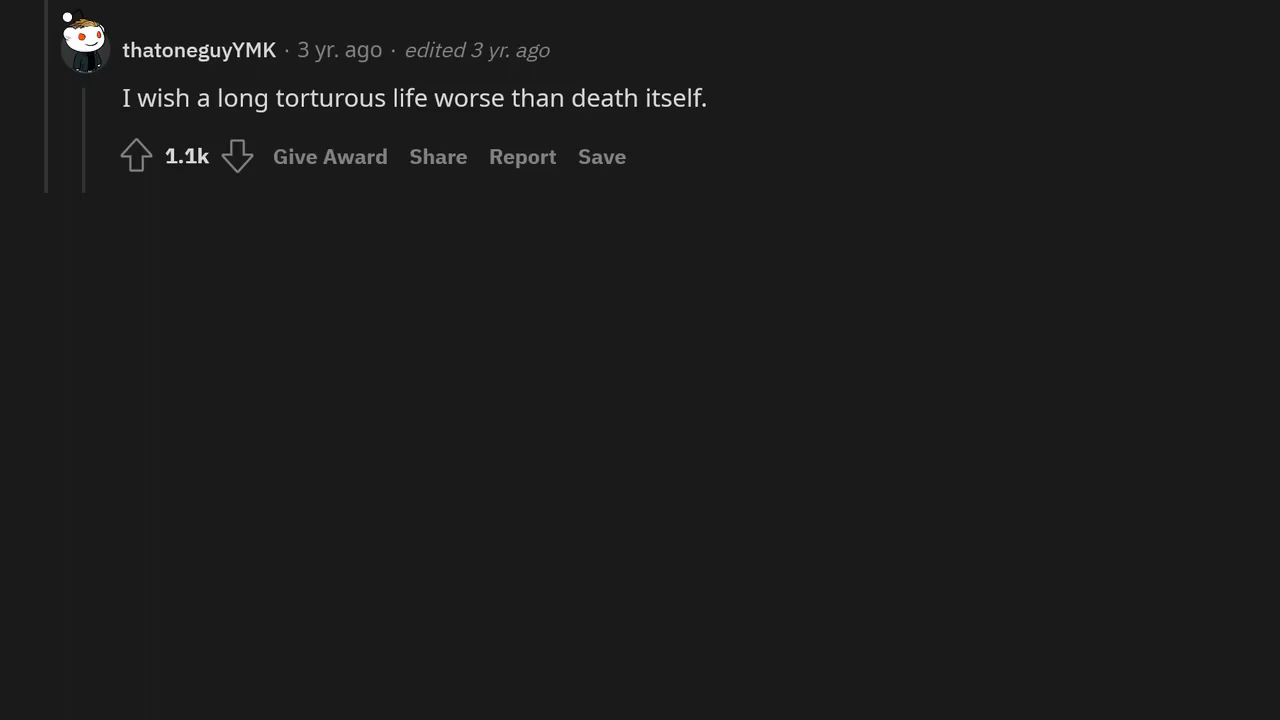 thatoneguyYMK · 3 yr. ago · edited 3 yr. ago
I wish a long torturous life worse than death itself.
1.1k Give Award Share Report Save